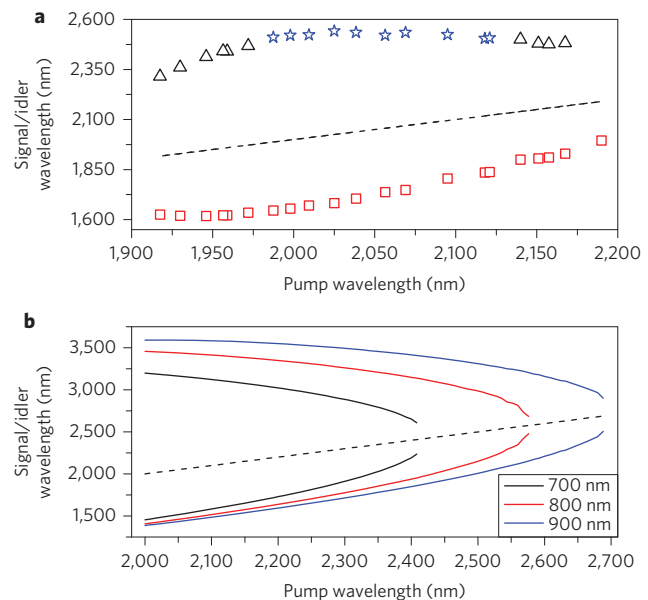 a
Signal/idler
wavelength (nm)
2,600
2,350
2,100
1,850
1,600
1,900 1,950 2,000 2,050 2,100 2,150 2,200
Pump wavelength (nm)
b
Signal/idler
wavelength (nm)
3,500
3,000
2,500
2,000
1,500
700 nm
800 nm
900 nm
2,000 2,100 2,200 2,300 2,400 2,500 2,600 2,700
Pump wavelength (nm)